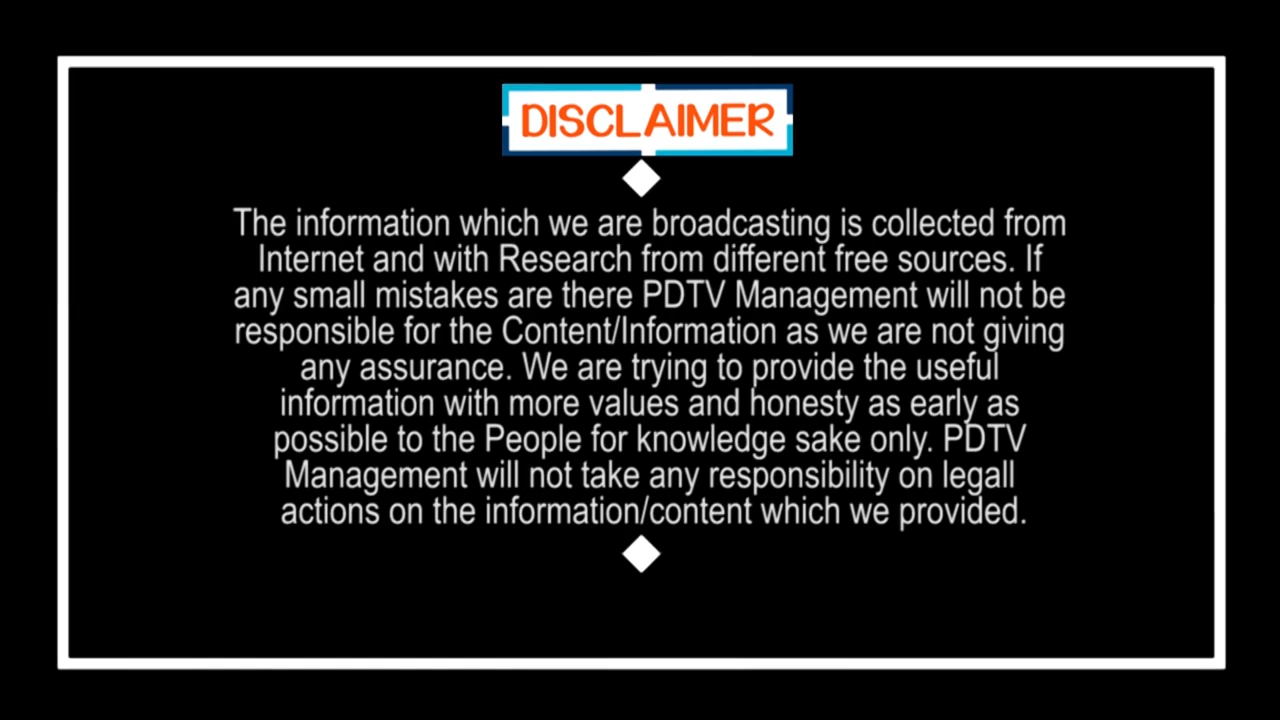 DISCLAIMER
The information which we are broadcasting is collected from
Internet and with Research from different free sources. If
any small mistakes are there PDTV Management will not be
responsible for the Content/Information as we are not giving
any assurance. We are trying to provide the useful
information with more values and honesty as early as
possible to the People for knowledge sake only. PDTV
Management will not take any responsibility on legall
actions on the information/content which we provided.